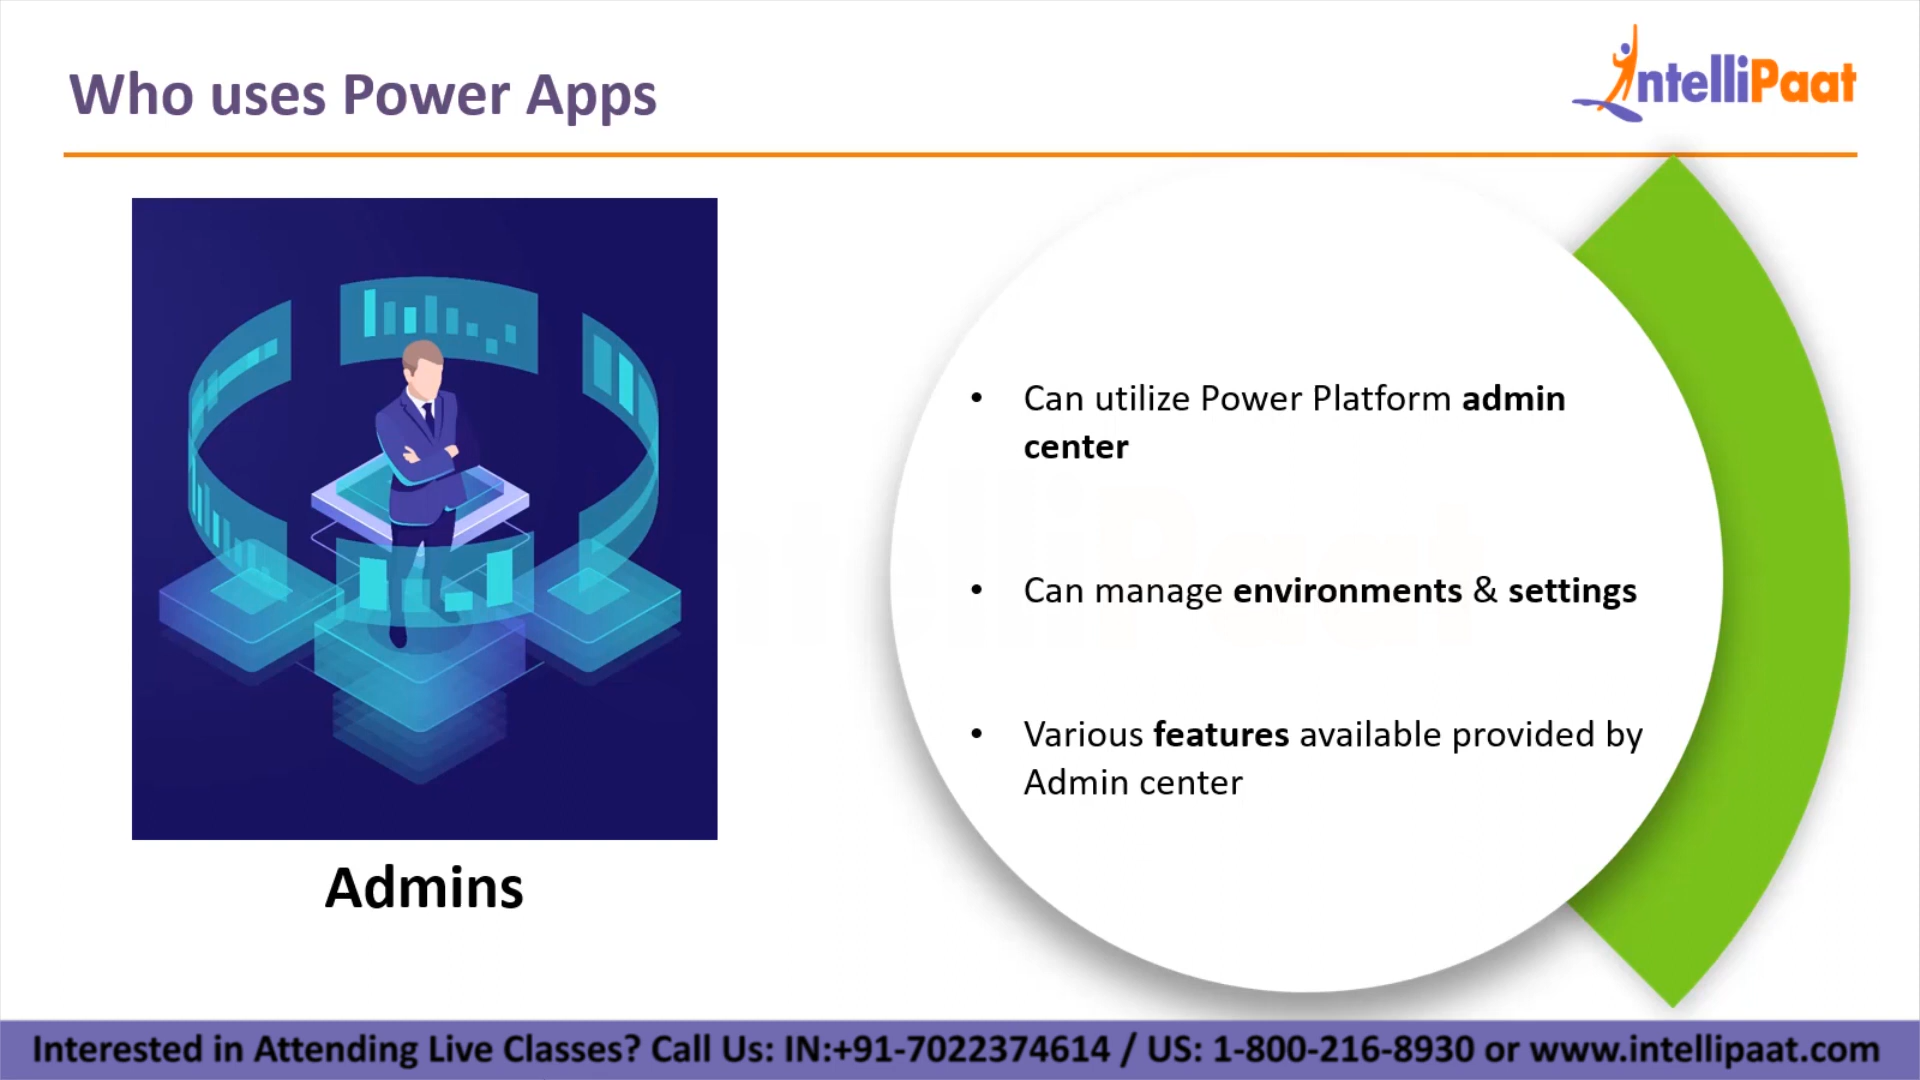 Who uses Power Apps
IntelliPaat
• Can utilize Power Platform admin
center
• Can manage environments & settings
• Various features available provided by
Admin center
Admins
Interested in Attending Live Classes? Call Us: IN:+91-7022374614 / US: 1-800-216-8930 or www.intellipaat.com